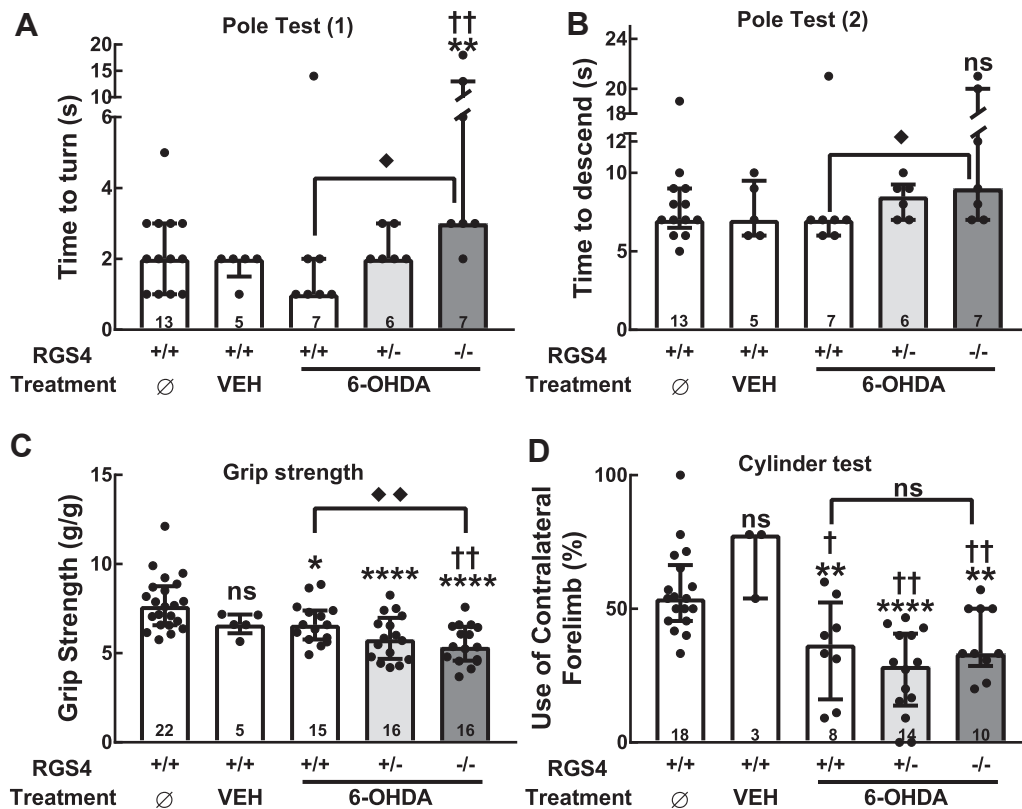 A
Pole Test (1)
Time to turn (s)
20
15
10
6
4
2
0
††
**
◆
13 5 7 6 7
RGS4 +/+ +/+ +/+ +/- -/-
Treatment ∅ VEH 6-OHDA
B
Pole Test (2)
Time to descend (s)
24
20
18
12
10
5
0
ns
◆
13 5 7 6 7
RGS4 +/+ +/+ +/+ +/- -/-
Treatment ∅ VEH 6-OHDA
C
Grip strength
Grip Strength (g/g)
15
10
5
0
◆ ◆
ns * **** ††
****
22 5 15 16 16
RGS4 +/+ +/+ +/+ +/- -/-
Treatment ∅ VEH 6-OHDA
D
Cylinder test
Use of Contralateral
Forelimb (%)
100
50
0
ns
ns
†
**
††
****
††
**
18 3 8 14 10
RGS4 +/+ +/+ +/+ +/- -/-
Treatment ∅ VEH 6-OHDA